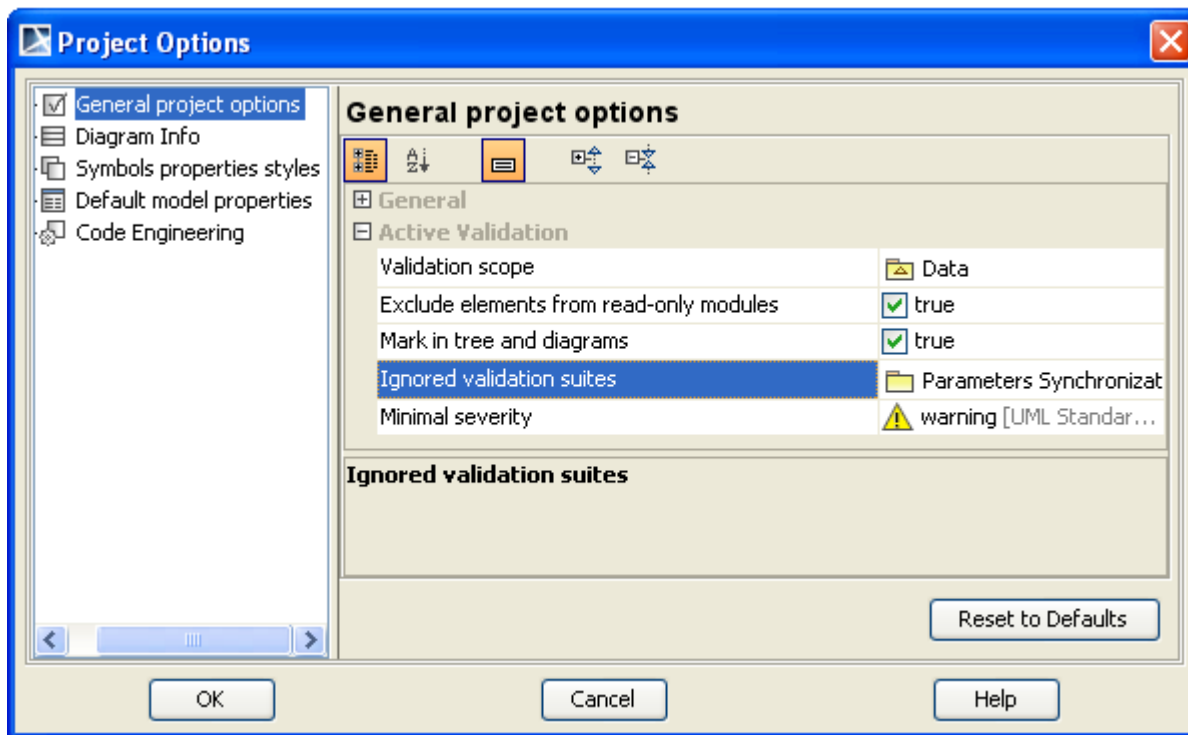 Project Options
General project options
Diagram Info
Symbols properties styles
Default model properties
Code Engineering
General project options
General
Active Validation
Validation scope Data
Exclude elements from read-only modules true
Mark in tree and diagrams true
Ignored validation suites Parameters Synchronizat
Minimal severity warning [UML Standar...
Ignored validation suites
Reset to Defaults
OK Cancel Help